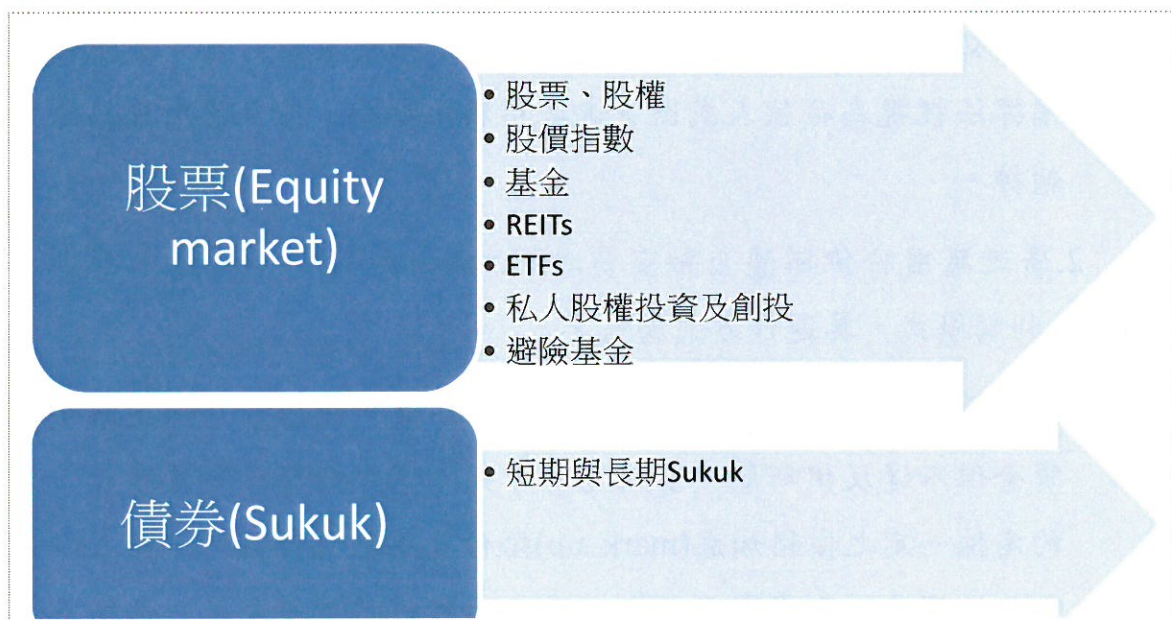 股票(Equity
market)
• 股票、股權
• 股價指數
• 基金
• REITs
• ETFs
• 私人股權投資及創投
• 避險基金
債券(Sukuk)
• 短期與長期Sukuk